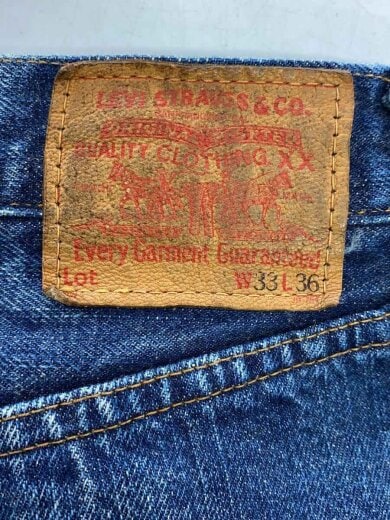 LEVI STRAUSS & CO.
QUALITY CLOTHING XX
Every Garment Guaranteed
Lot W33 L36